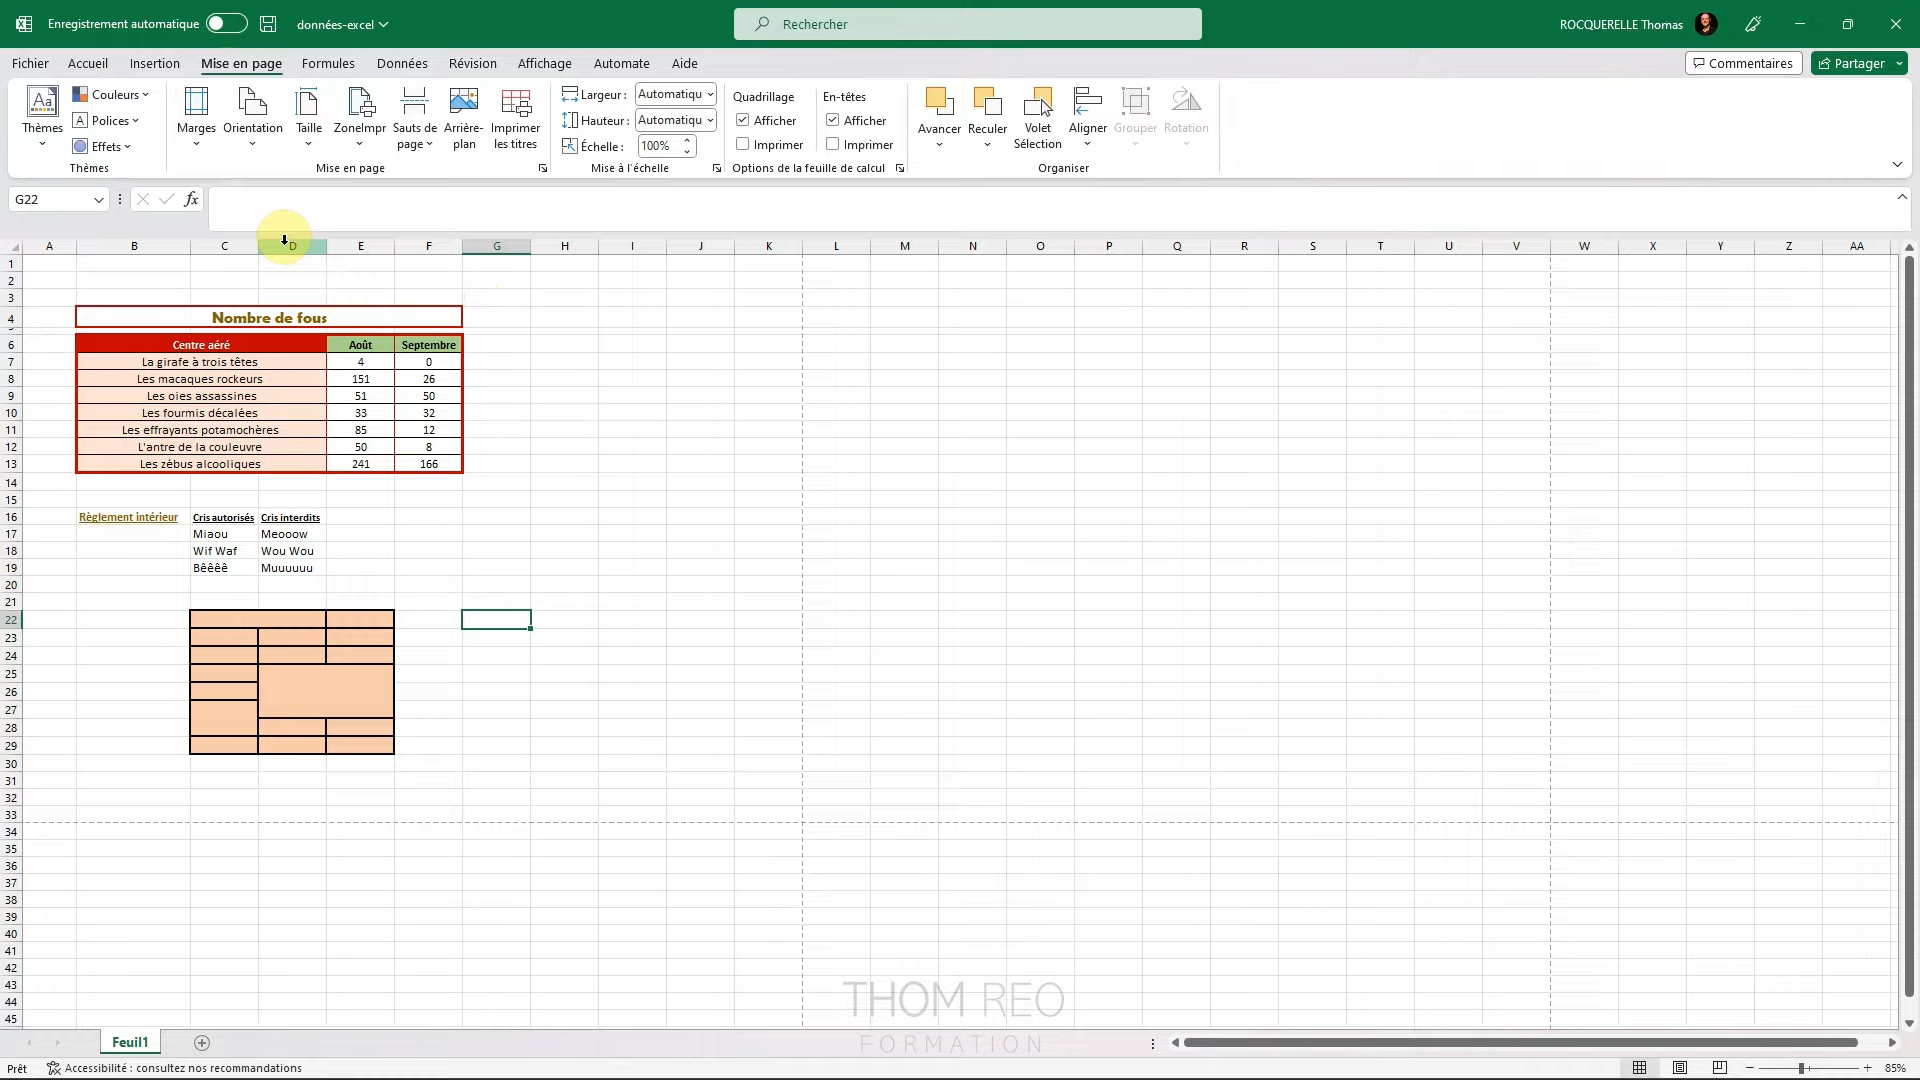 Enregistrement automatique données-excel Rechercher ROCQUERELLE Thomas
Fichier Accueil Insertion Mise en page Formules Données Révision Affichage Automate Aide Commentaires Partager
Thèmes
Couleurs
Polices
Effets
Thèmes
Marges Orientation Taille ZoneImpr Sauts de page Arrière-plan Imprimer les titres
Mise en page
Largeur : Automatiqu
Hauteur : Automatiqu
Échelle : 100%
Mise à l'échelle
Quadrillage En-têtes
Afficher Afficher
Imprimer Imprimer
Options de la feuille de calcul
Avancer Reculer Volet Sélection Aligner Grouper Rotation
Organiser
G22 fx
A B C D E F G H I J K L M N O P Q R S T U V W X Y Z AA
1
2
3
4 Nombre de fous
6 Centre aéré Août Septembre
7 La girafe à trois têtes 4 0
8 Les macaques rockeurs 151 26
9 Les oies assassines 51 50
10 Les fourmis décalées 33 32
11 Les effrayants potamochères 85 12
12 L'antre de la couleuvre 50 8
13 Les zébus alcooliques 241 166
14
15
16 Règlement intérieur Cris autorisés Cris interdits
17 Miaou Meooow
18 Wif Waf Wou Wou
19 Bêêêê Muuuuuu
20
21
22
23
24
25
26
27
28
29
30
31
32
33
34
35
36
37
38
39
40
41
42
43
44
45
THOM REO
FORMATION
Feuil1
Prêt Accessibilité : consultez nos recommandations 85%